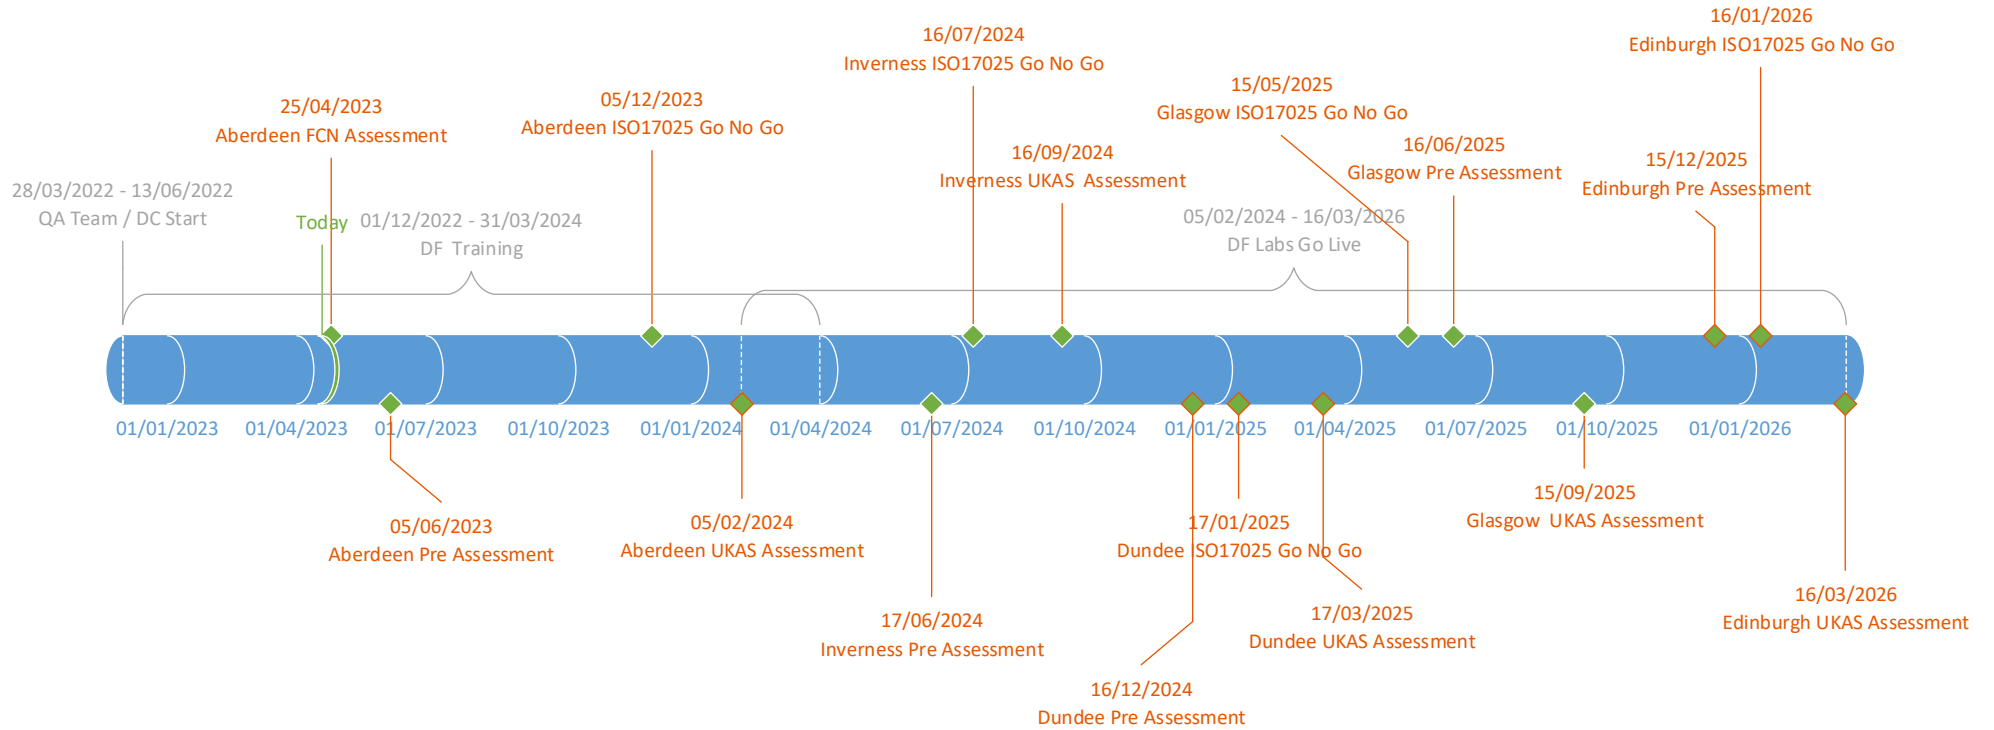 16/01/2026
Edinburgh ISO17025 Go No Go
16/07/2024
Inverness ISO17025 Go No Go
15/05/2025
Glasgow ISO17025 Go No Go
25/04/2023
Aberdeen FCN Assessment
05/12/2023
Aberdeen ISO17025 Go No Go
16/06/2025
Glasgow Pre Assessment
16/09/2024
Inverness UKAS  Assessment
15/12/2025
Edinburgh Pre Assessment
28/03/2022 - 13/06/2022
QA Team / DC Start
Today
01/12/2022 - 31/03/2024
DF  Training
05/02/2024 - 16/03/2026
DF Labs Go Live
01/01/2023
01/04/2023
01/07/2023
01/10/2023
01/01/2024
01/04/2024
01/07/2024
01/10/2024
01/01/2025
01/04/2025
01/07/2025
01/10/2025
01/01/2026
15/09/2025
Glasgow  UKAS Assessment
05/06/2023
Aberdeen Pre Assessment
05/02/2024
Aberdeen UKAS Assessment
17/01/2025
Dundee ISO17025 Go No Go
16/03/2026
Edinburgh UKAS Assessment
17/06/2024
Inverness Pre Assessment
17/03/2025
Dundee UKAS Assessment
16/12/2024
Dundee Pre Assessment